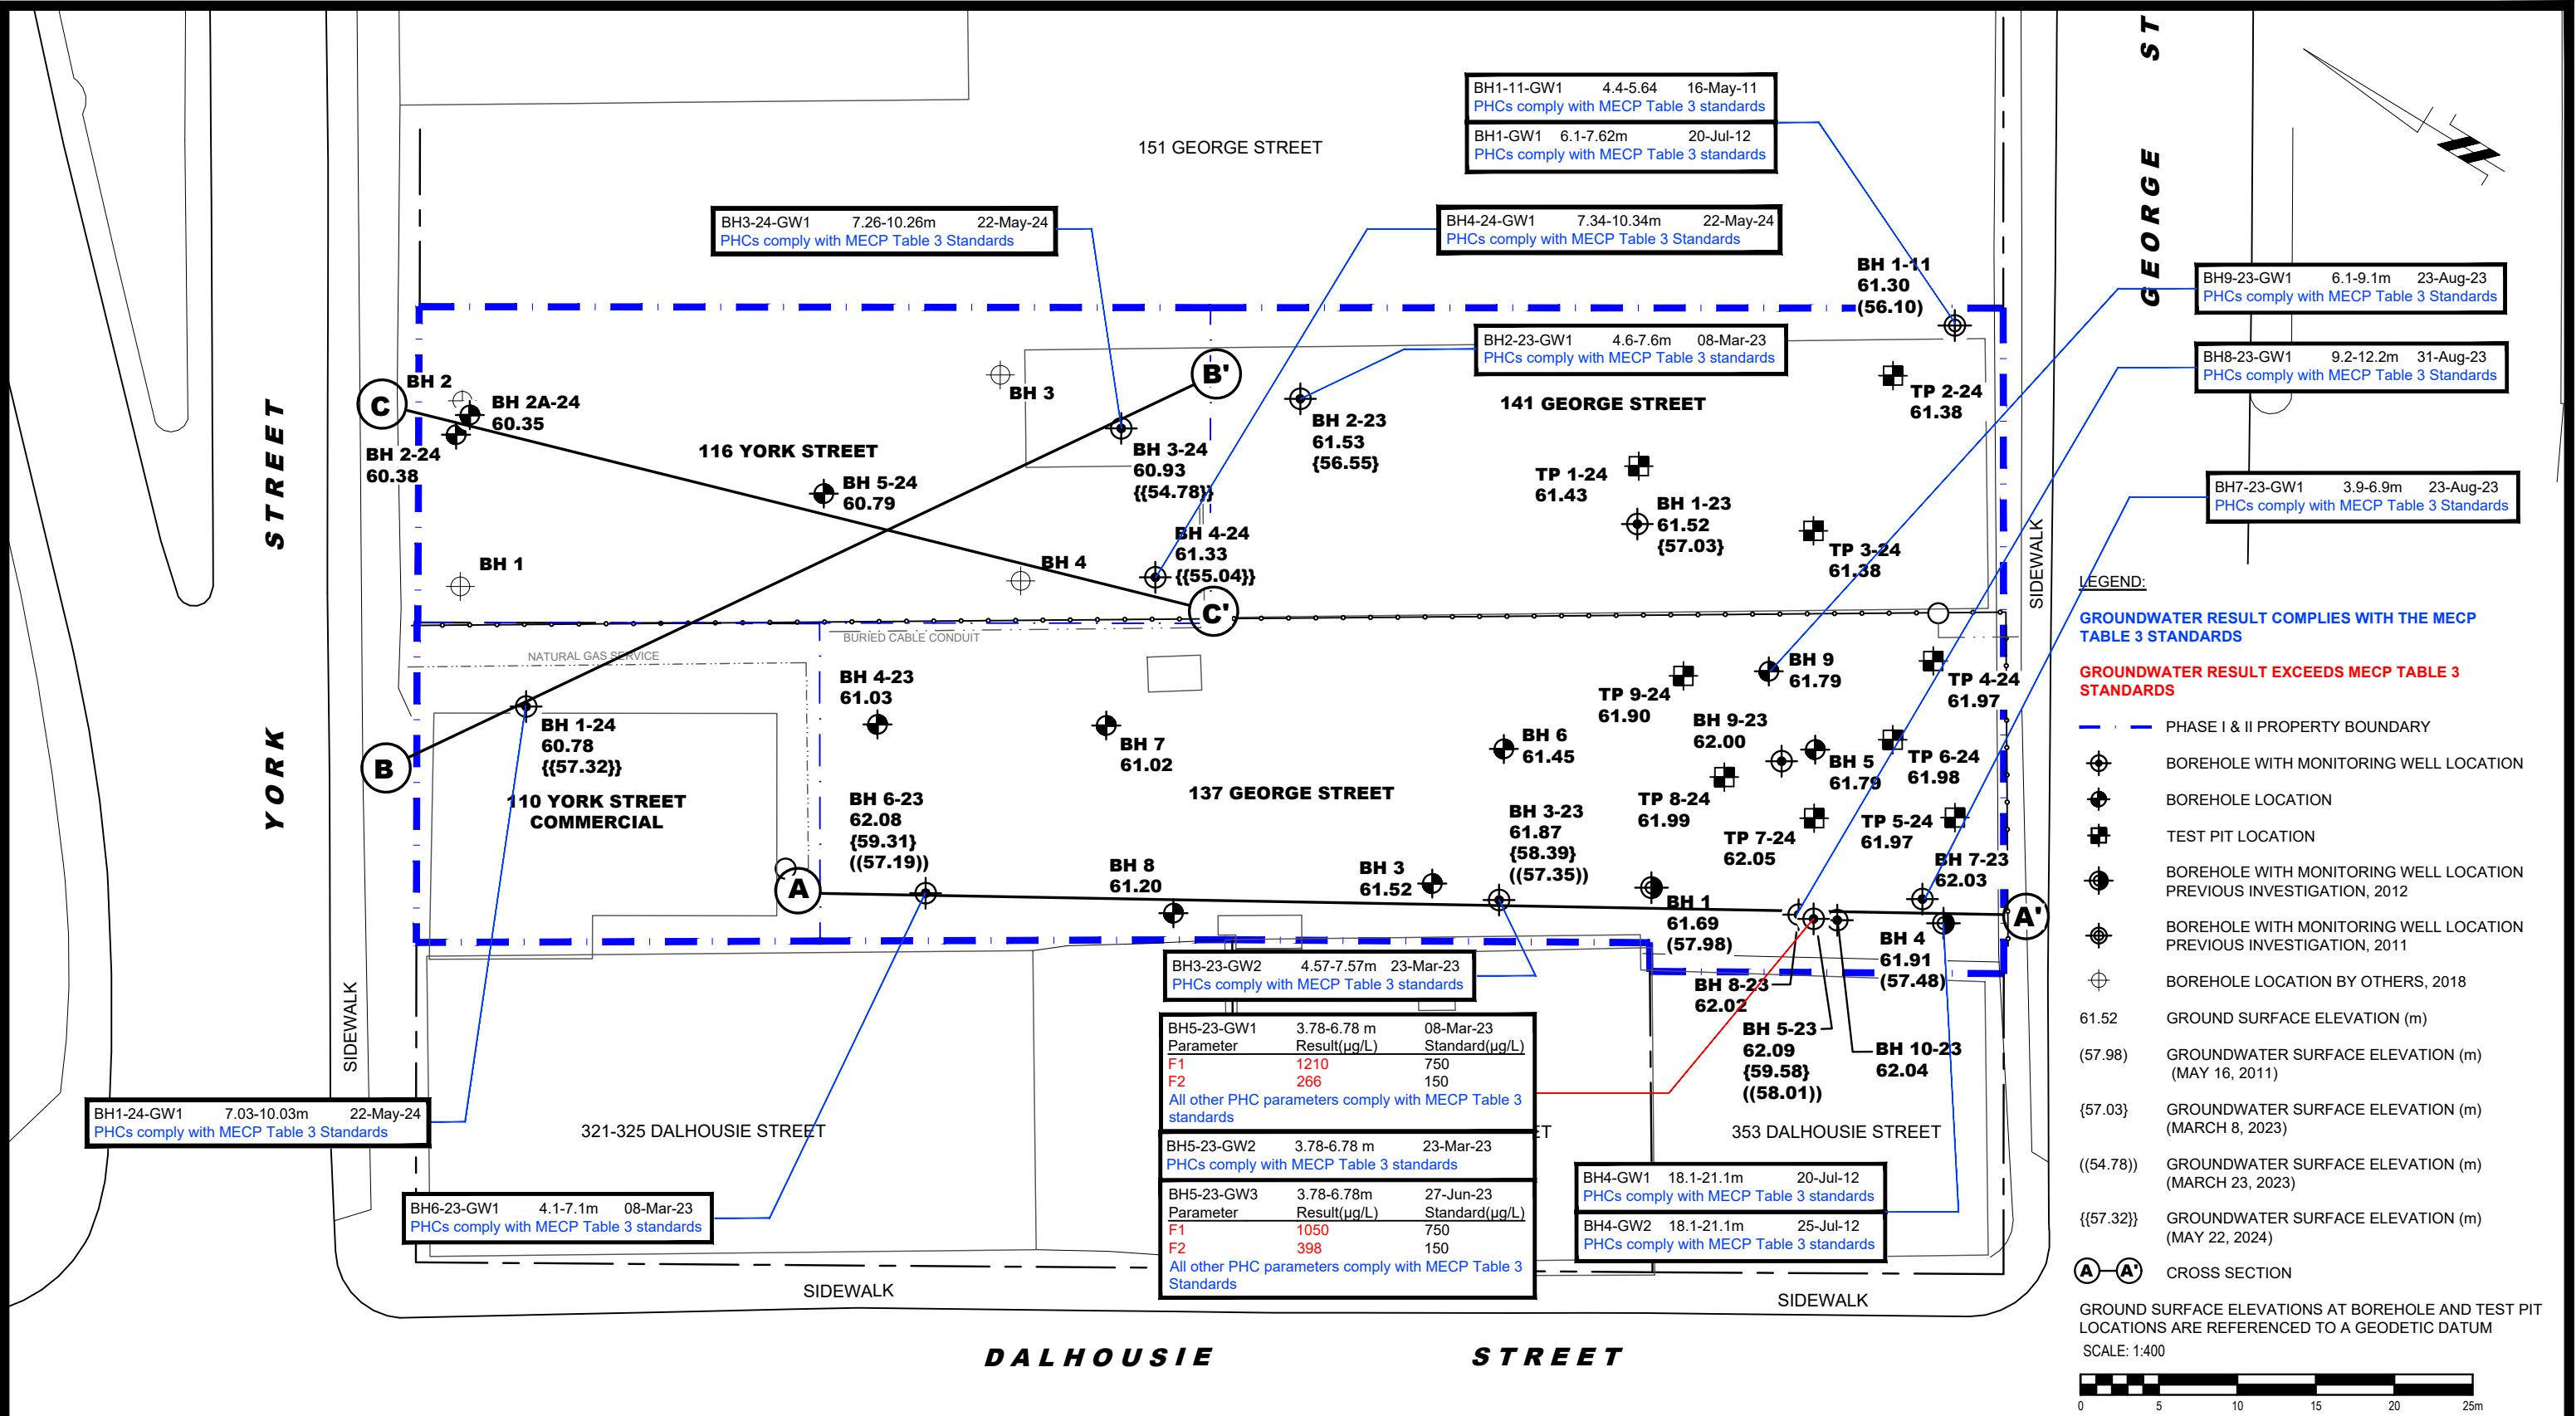 151 GEORGE STREET
BH1-11-GW1 4.4-5.64 16-May-11
PHCs comply with MECP Table 3 standards
BH1-GW1 6.1-7.62m 20-Jul-12
PHCs comply with MECP Table 3 standards
BH3-24-GW1 7.26-10.26m 22-May-24
PHCs comply with MECP Table 3 Standards
BH4-24-GW1 7.34-10.34m 22-May-24
PHCs comply with MECP Table 3 Standards
BH9-23-GW1 6.1-9.1m 23-Aug-23
PHCs comply with MECP Table 3 Standards
BH8-23-GW1 9.2-12.2m 31-Aug-23
PHCs comply with MECP Table 3 Standards
BH7-23-GW1 3.9-6.9m 23-Aug-23
PHCs comply with MECP Table 3 Standards
BH2-23-GW1 4.6-7.6m 08-Mar-23
PHCs comply with MECP Table 3 standards
GEORGE ST
YORK STREET
BH 1-11
61.30
(56.10)
B'
C
BH 2
BH 2A-24
60.35
BH 2-24
60.38
BH 3
116 YORK STREET
BH 5-24
60.79
BH 3-24
60.93
{{54.78}}
BH 2-23
61.53
{56.55}
141 GEORGE STREET
TP 2-24
61.38
TP 1-24
61.43
BH 1-23
61.52
{57.03}
TP 3-24
61.38
SIDEWALK
BH 1
BH 4
BH 4-24
61.33
{{55.04}}
C'
BURIED CABLE CONDUIT
NATURAL GAS SERVICE
BH 4-23
61.03
BH 7
61.02
BH 1-24
60.78
{{57.32}}
B
110 YORK STREET
COMMERCIAL
BH 6-23
62.08
{59.31}
((57.19))
137 GEORGE STREET
BH 6
61.45
TP 9-24
61.90
BH 9
61.79
TP 4-24
61.97
BH 9-23
62.00
BH 5
61.79
TP 6-24
61.98
TP 8-24
61.99
TP 7-24
62.05
TP 5-24
61.97
BH 3-23
61.87
{58.39}
((57.35))
BH 7-23
62.03
A
BH 8
61.20
BH 3
61.52
BH 1
61.69
(57.98)
A'
BH 4
61.91
(57.48)
BH 8-23
62.02
BH 5-23
62.09
{59.58}
((58.01))
BH 10-23
62.04
SIDEWALK
BH3-23-GW2 4.57-7.57m 23-Mar-23
PHCs comply with MECP Table 3 standards
BH5-23-GW1 3.78-6.78 m 08-Mar-23
Parameter Result(µg/L) Standard(µg/L)
F1 1210 750
F2 266 150
All other PHC parameters comply with MECP Table 3
standards
BH5-23-GW2 3.78-6.78 m 23-Mar-23
PHCs comply with MECP Table 3 standards
BH5-23-GW3 3.78-6.78m 27-Jun-23
Parameter Result(µg/L) Standard(µg/L)
F1 1050 750
F2 398 150
All other PHC parameters comply with MECP Table 3
Standards
BH1-24-GW1 7.03-10.03m 22-May-24
PHCs comply with MECP Table 3 Standards
321-325 DALHOUSIE STREET
ET
353 DALHOUSIE STREET
BH6-23-GW1 4.1-7.1m 08-Mar-23
PHCs comply with MECP Table 3 standards
BH4-GW1 18.1-21.1m 20-Jul-12
PHCs comply with MECP Table 3 standards
BH4-GW2 18.1-21.1m 25-Jul-12
PHCs comply with MECP Table 3 standards
SIDEWALK
SIDEWALK
DALHOUSIE STREET
LEGEND:
GROUNDWATER RESULT COMPLIES WITH THE MECP
TABLE 3 STANDARDS
GROUNDWATER RESULT EXCEEDS MECP TABLE 3
STANDARDS
PHASE I & II PROPERTY BOUNDARY
BOREHOLE WITH MONITORING WELL LOCATION
BOREHOLE LOCATION
TEST PIT LOCATION
BOREHOLE WITH MONITORING WELL LOCATION
PREVIOUS INVESTIGATION, 2012
BOREHOLE WITH MONITORING WELL LOCATION
PREVIOUS INVESTIGATION, 2011
BOREHOLE LOCATION BY OTHERS, 2018
61.52 GROUND SURFACE ELEVATION (m)
(57.98) GROUNDWATER SURFACE ELEVATION (m)
(MAY 16, 2011)
{57.03} GROUNDWATER SURFACE ELEVATION (m)
(MARCH 8, 2023)
((54.78)) GROUNDWATER SURFACE ELEVATION (m)
(MARCH 23, 2023)
{{57.32}} GROUNDWATER SURFACE ELEVATION (m)
(MAY 22, 2024)
A A' CROSS SECTION
GROUND SURFACE ELEVATIONS AT BOREHOLE AND TEST PIT
LOCATIONS ARE REFERENCED TO A GEODETIC DATUM
SCALE: 1:400
0 5 10 15 20 25m